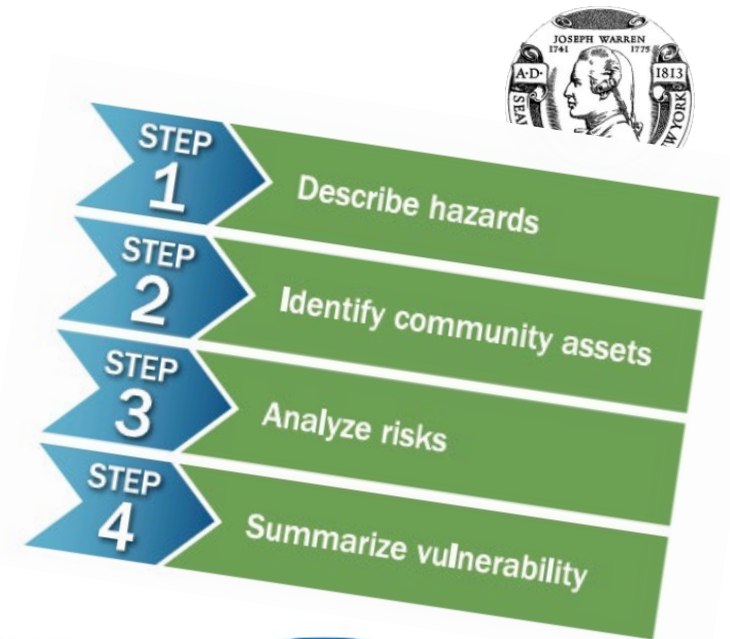 JOSEPH WARREN
1741 1775
A·D· 1813
STEP 1 Describe hazards
STEP 2 Identify community assets
STEP 3 Analyze risks
STEP 4 Summarize vulnerability